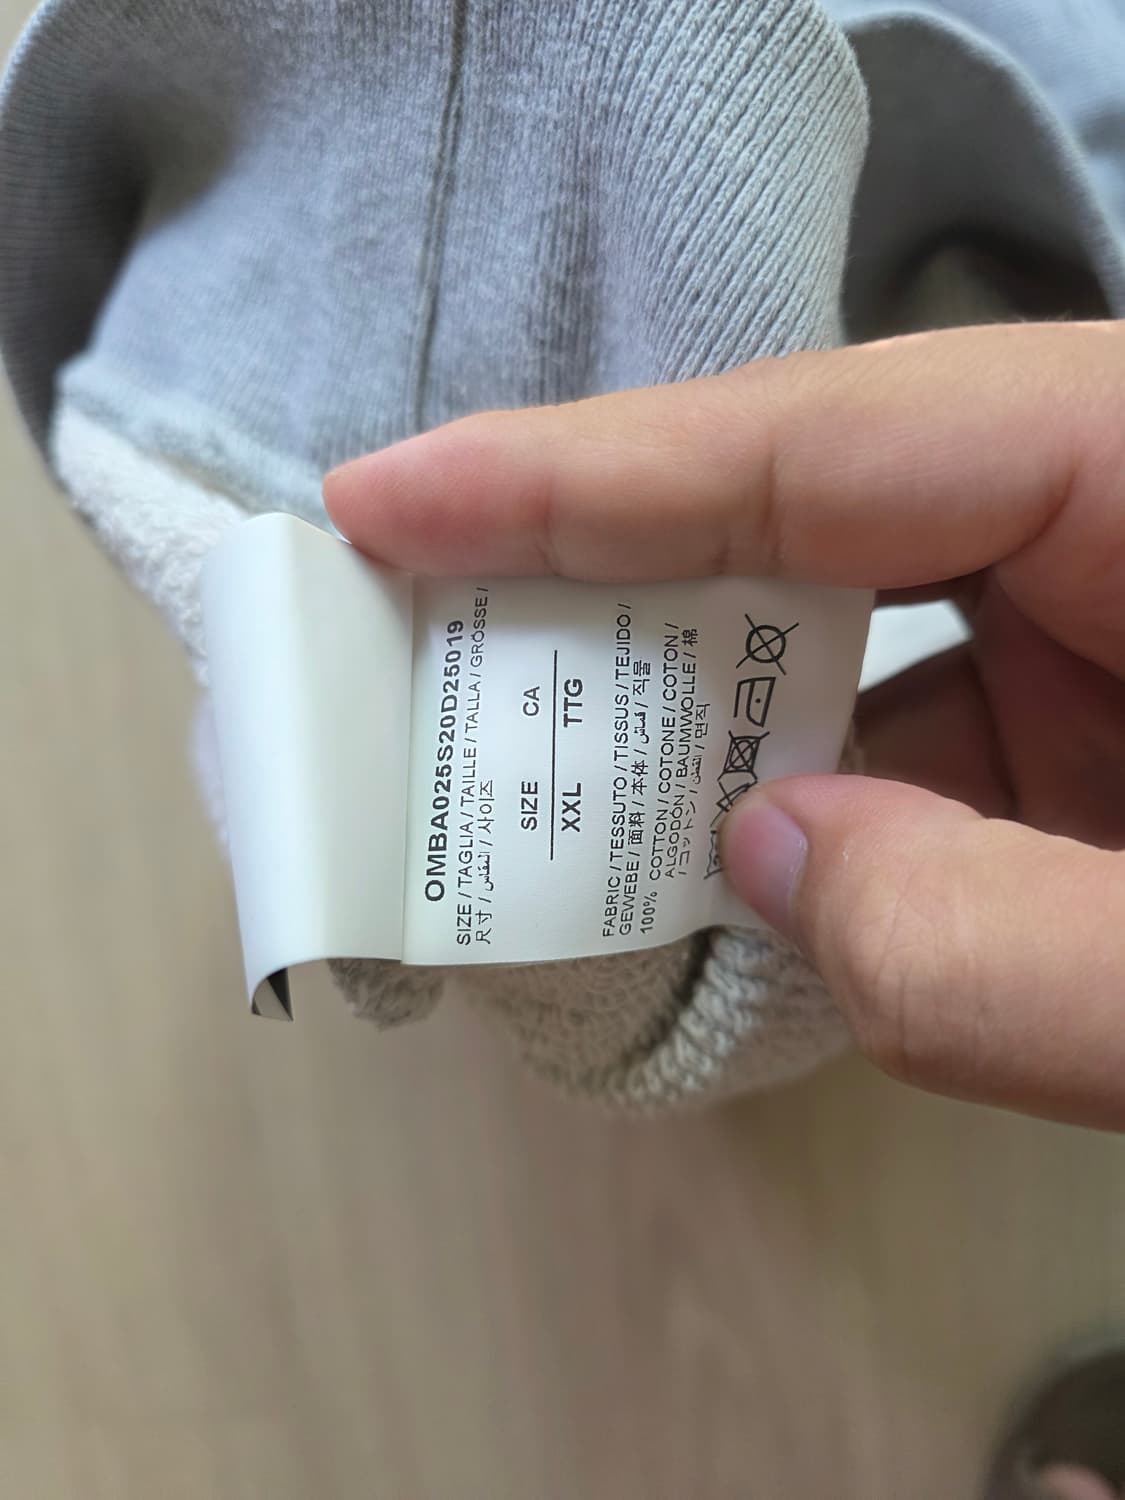 OMBA025S20D25019
SIZE / TAGLIA / TAILLE / TALLA / GRÖSSE /
尺寸 / المقاس / 사이즈
SIZE CA
XXL TTG
FABRIC / TESSUTO / TISSUS / TEJIDO /
GEWEBE / 面料 / 本体 / قماش / 직물
100% COTTON / COTONE / COTON /
ALGODÓN / BAUMWOLLE / 棉
/ コットン / القطن / 면직